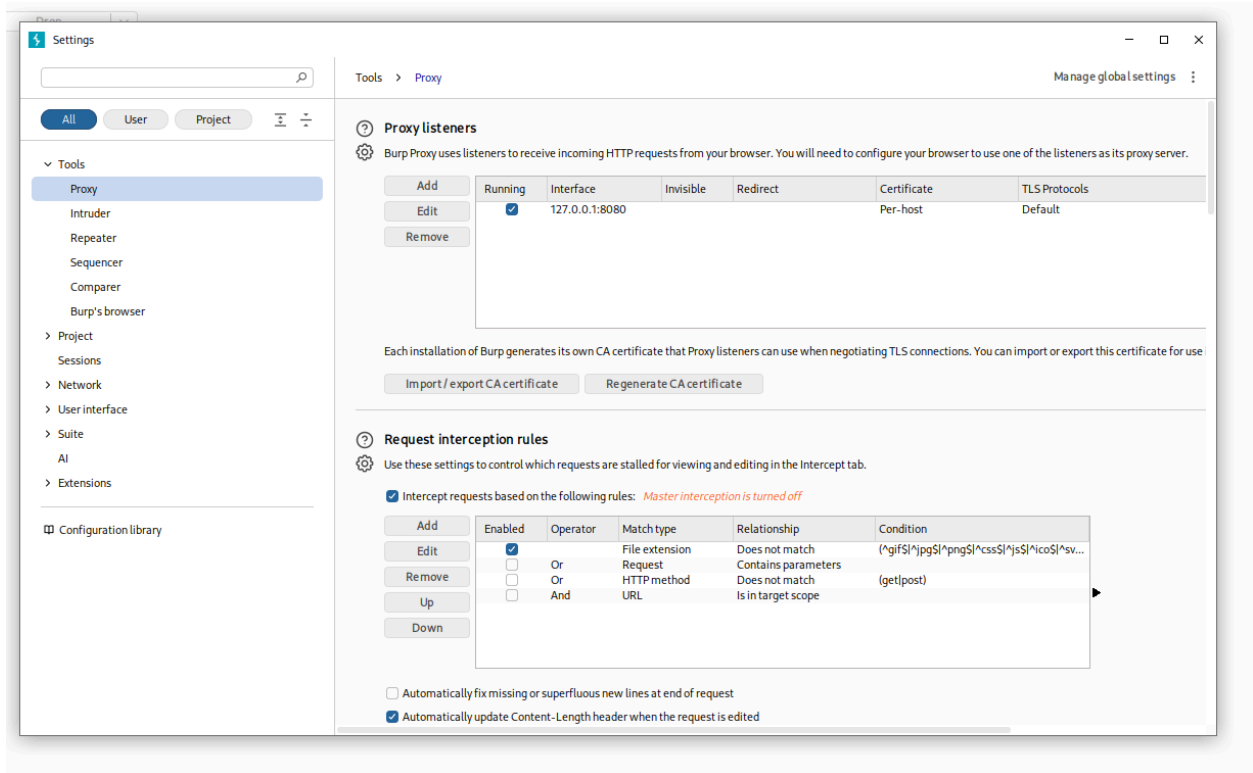 Drop
Settings
Tools > Proxy
Manage global settings
All User Project
Tools
Proxy
Intruder
Repeater
Sequencer
Comparer
Burp's browser
Project
Sessions
Network
User interface
Suite
AI
Extensions
Configuration library
Proxy listeners
Burp Proxy uses listeners to receive incoming HTTP requests from your browser. You will need to configure your browser to use one of the listeners as its proxy server.
Add
Edit
Remove
Running Interface Invisible Redirect Certificate TLS Protocols
127.0.0.1:8080 Per-host Default
Each installation of Burp generates its own CA certificate that Proxy listeners can use when negotiating TLS connections. You can import or export this certificate for use
Import / export CA certificate Regenerate CA certificate
Request interception rules
Use these settings to control which requests are stalled for viewing and editing in the Intercept tab.
Intercept requests based on the following rules: Master interception is turned off
Add
Edit
Remove
Up
Down
Enabled Operator Match type Relationship Condition
File extension Does not match (^gif$|^jpg$|^png$|^css$|^js$|^ico$|^sv...
Or Request Contains parameters
Or HTTP method Does not match (get|post)
And URL Is in target scope
Automatically fix missing or superfluous new lines at end of request
Automatically update Content-Length header when the request is edited